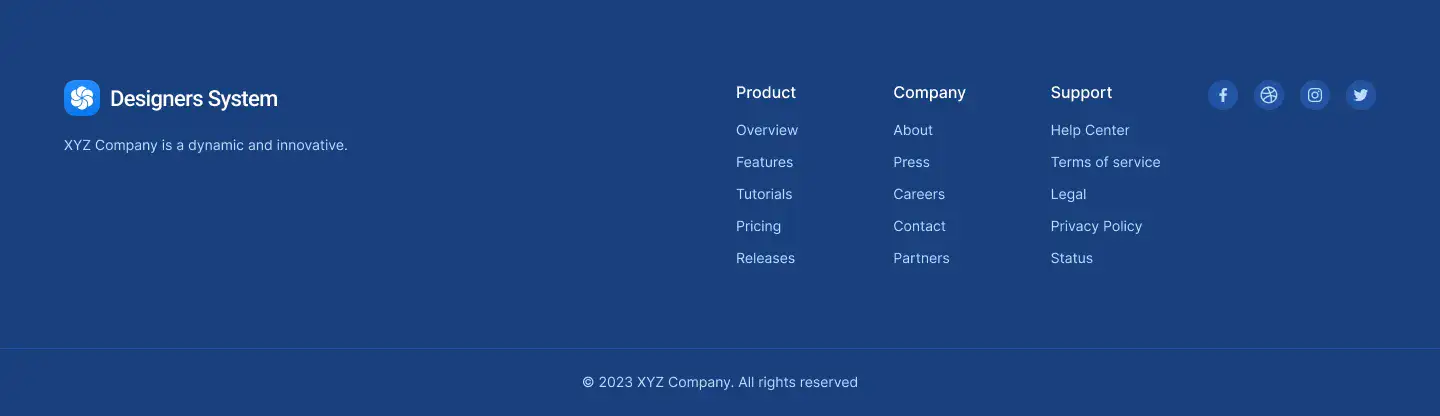 Designers System
XYZ Company is a dynamic and innovative.
Product
Overview
Features
Tutorials
Pricing
Releases
Company
About
Press
Careers
Contact
Partners
Support
Help Center
Terms of service
Legal
Privacy Policy
Status
© 2023 XYZ Company. All rights reserved